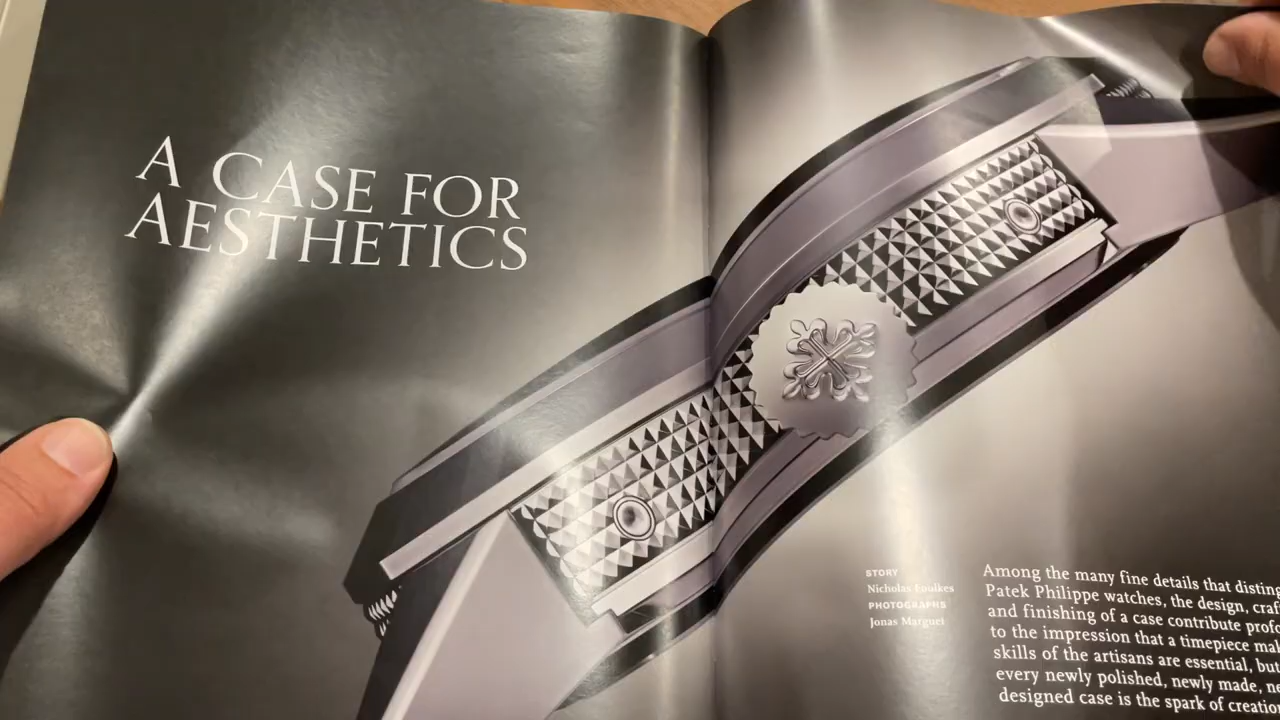 A CASE FOR
AESTHETICS
STORY
Nicholas Foulkes
PHOTOGRAPHS
Jonas Marguet
Among the many fine details that disting
Patek Philippe watches, the design, craf
and finishing of a case contribute profo
to the impression that a timepiece mak
skills of the artisans are essential, but
every newly polished, newly made, ne
designed case is the spark of creatio